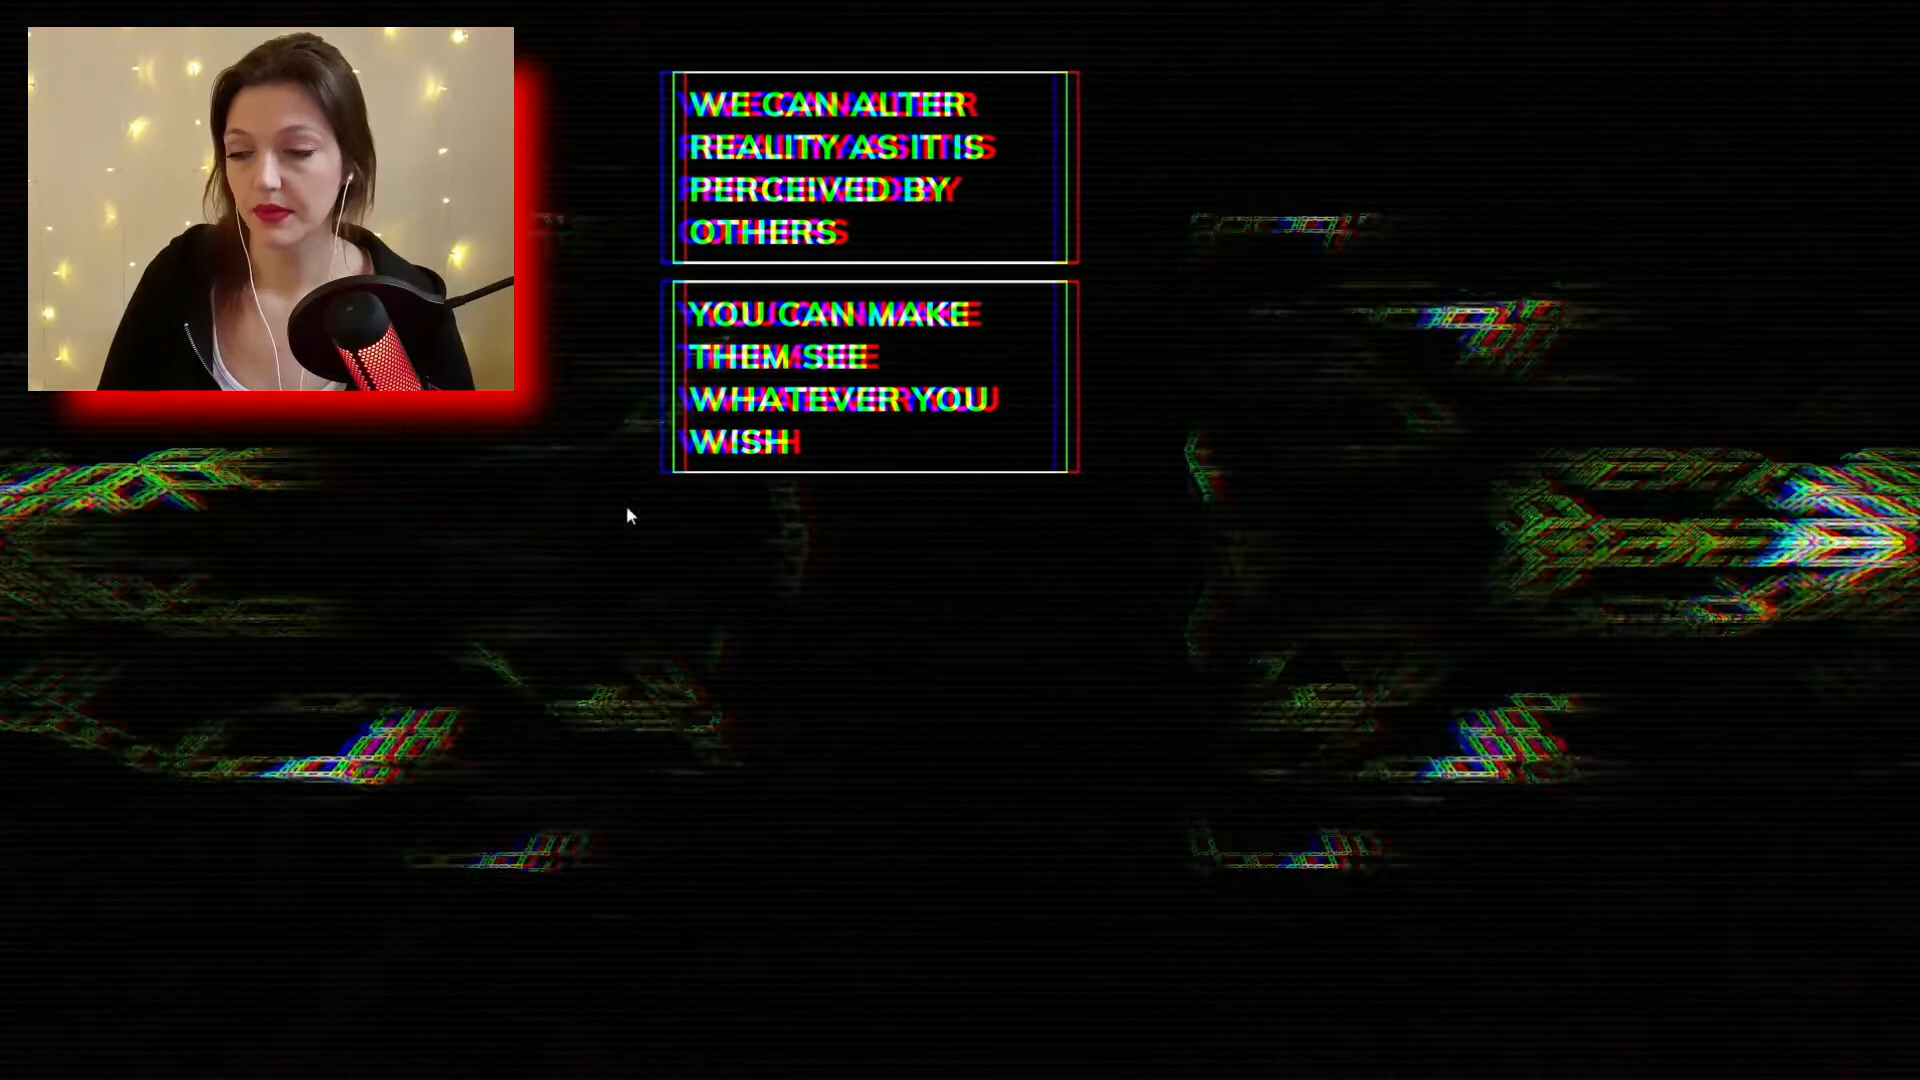 WE CAN ALTER
REALITY AS IT IS
PERCEIVED BY
OTHERS
YOU CAN MAKE
THEM SEE
WHATEVER YOU
WISH